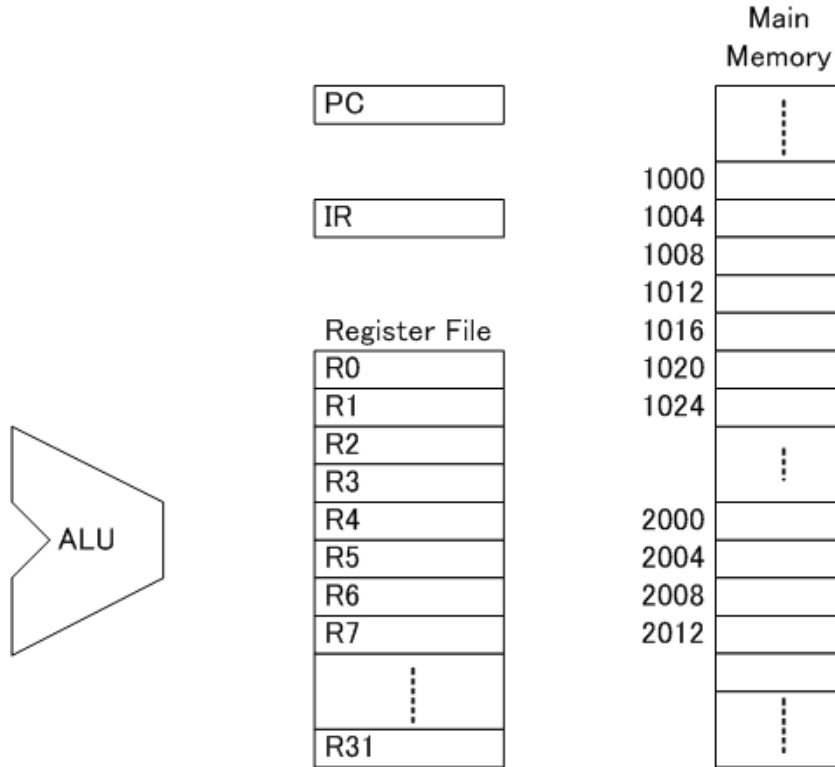 Main
Memory
PC
1000
IR
1004
1008
1012
Register File
1016
R0
1020
R1
1024
R2
R3
ALU
R4
2000
R5
2004
R6
2008
R7
2012
R31